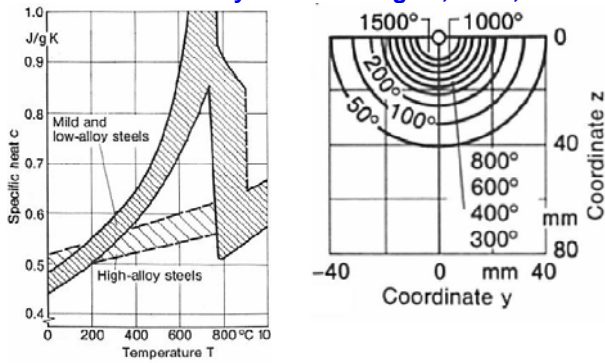 1.0
J/g K
0.9
0.8
0.7
0.6
0.5
0.4
Specific heat c
Mild and
low-alloy steels
High-alloy steels
0 200 400 600 800°C 10
Temperature T
1500° 1000°
200°
100°
50°
800°
600°
400°
300°
0
40
mm
80
Coordinate z
-40 0 mm 40
Coordinate y